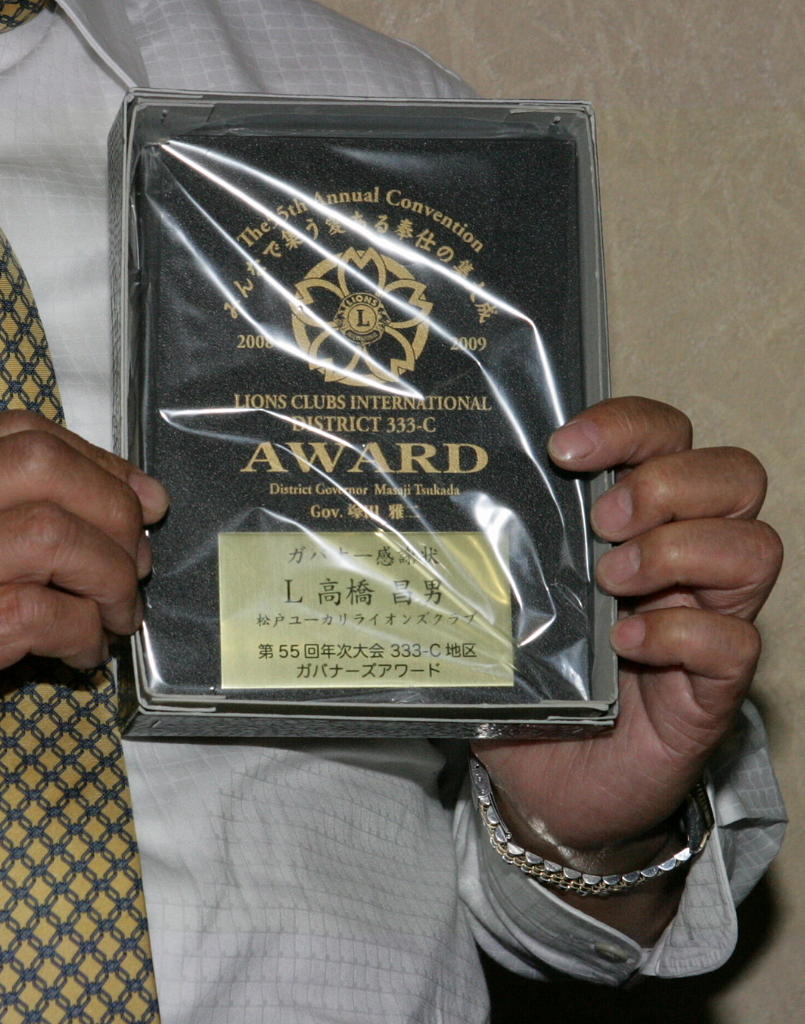 The 55th Annual Convention
みんなで集う愛ある奉仕の集大成
LIONS
L
2008 2009
LIONS CLUBS INTERNATIONAL
DISTRICT 333-C
AWARD
District Governor Masaji Tsukada
Gov. 塚田 雅二
ガバナー感謝状
L 高橋 昌男
松戸ユーカリライオンズクラブ
第55回年次大会 333-C地区
ガバナーズアワード